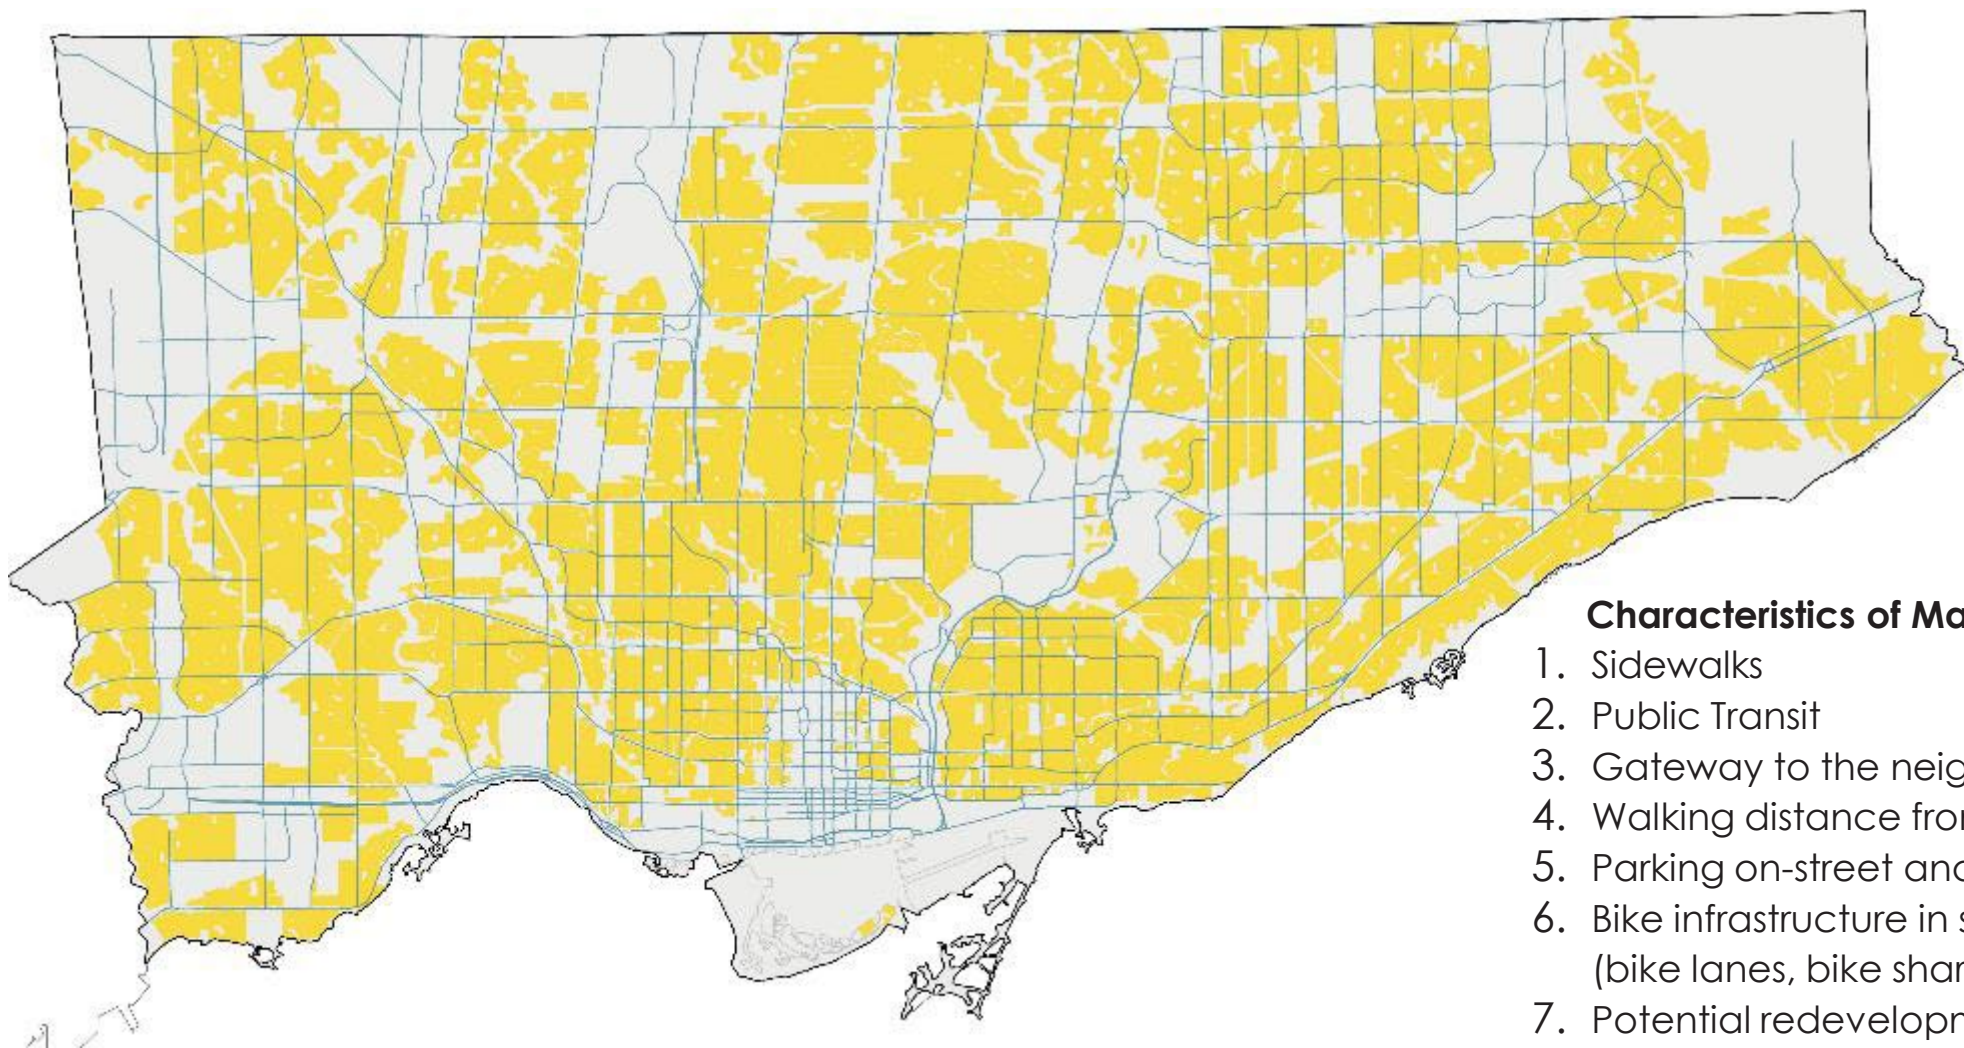 Characteristics of Ma
1. Sidewalks
2. Public Transit
3. Gateway to the neig
4. Walking distance fro
5. Parking on-street and
6. Bike infrastructure in s
(bike lanes, bike shar
7. Potential redevelopn